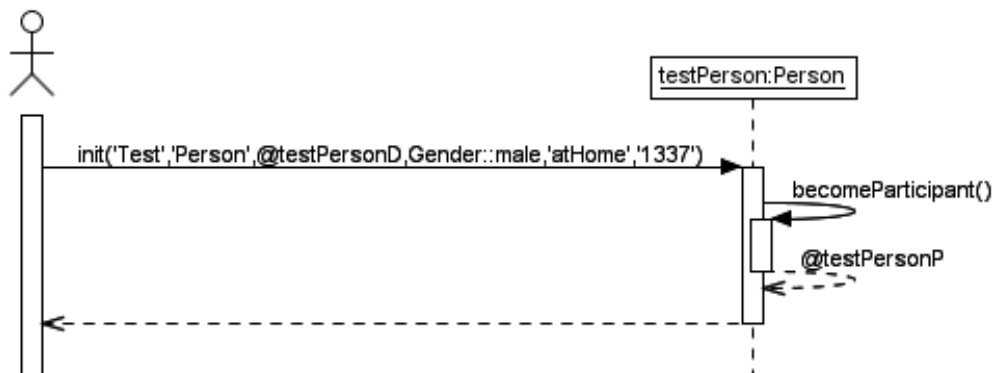 testPerson:Person
init('Test','Person',@testPersonD,Gender::male,'atHome','1337')
becomeParticipant()
@testPersonP